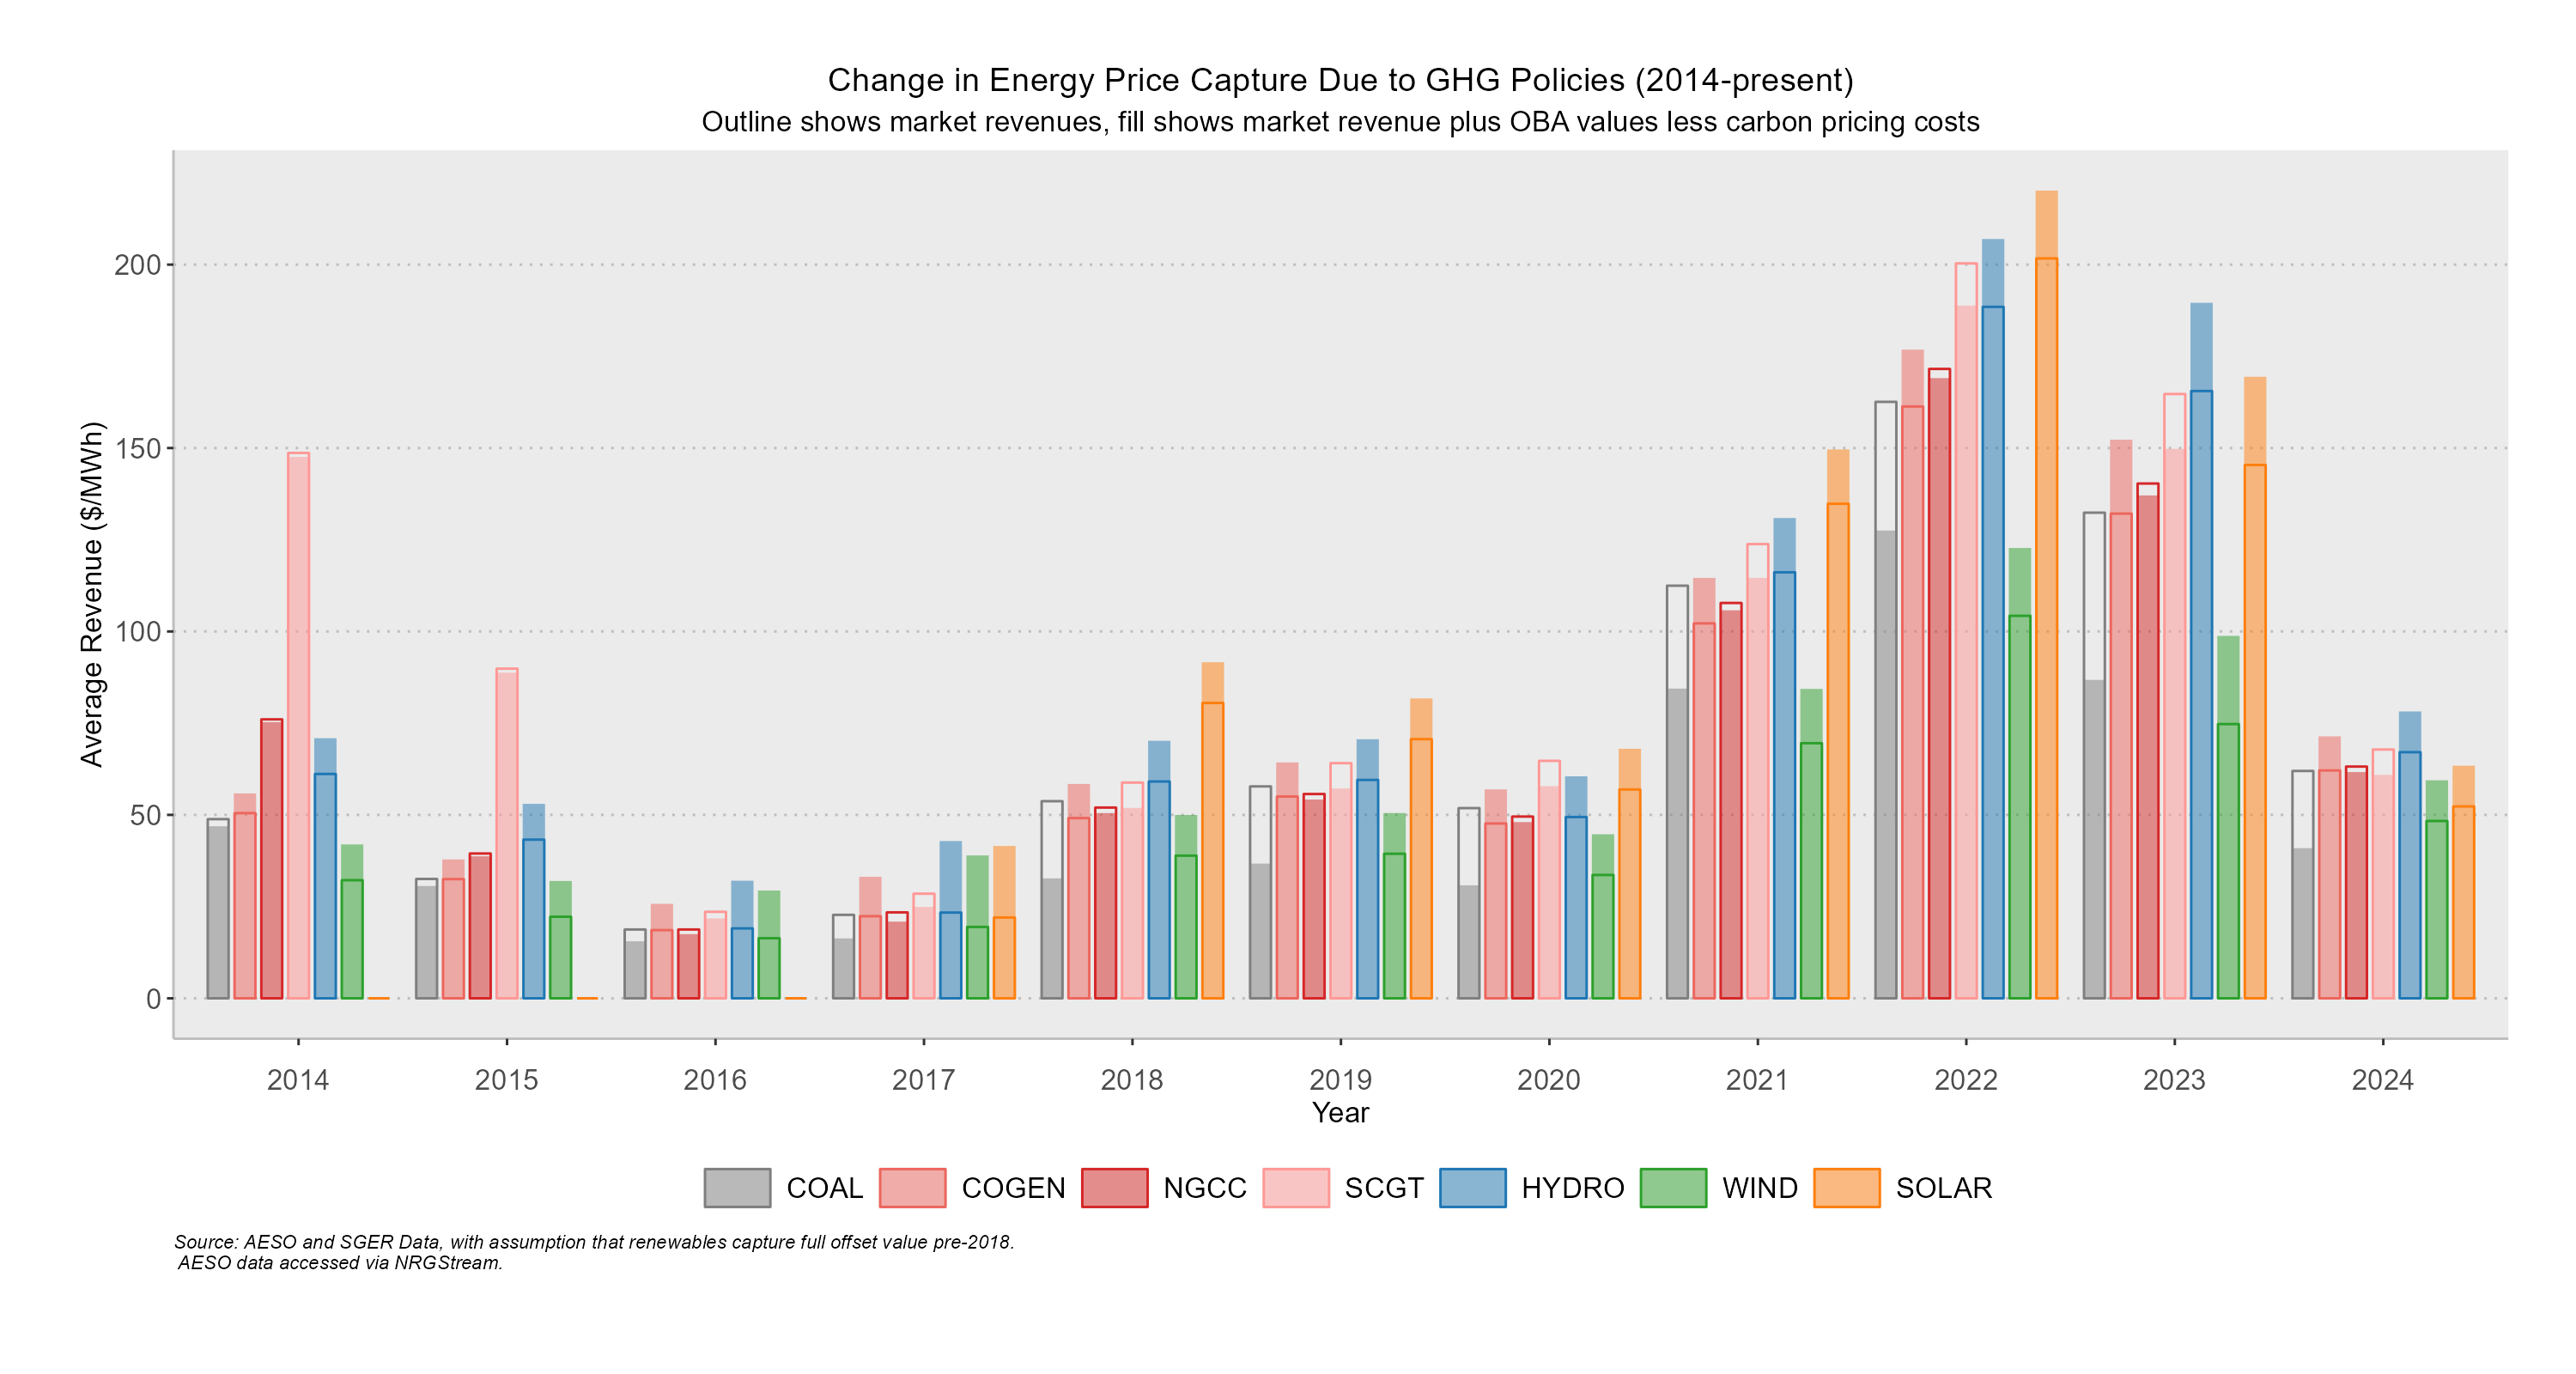 Change in Energy Price Capture Due to GHG Policies (2014-present)
Outline shows market revenues, fill shows market revenue plus OBA values less carbon pricing costs
Average Revenue ($/MWh)
200
150
100
50
0
2014 2015 2016 2017 2018 2019 2020 2021 2022 2023 2024
Year
COAL COGEN NGCC SCGT HYDRO WIND SOLAR
Source: AESO and SGER Data, with assumption that renewables capture full offset value pre-2018.
AESO data accessed via NRGStream.